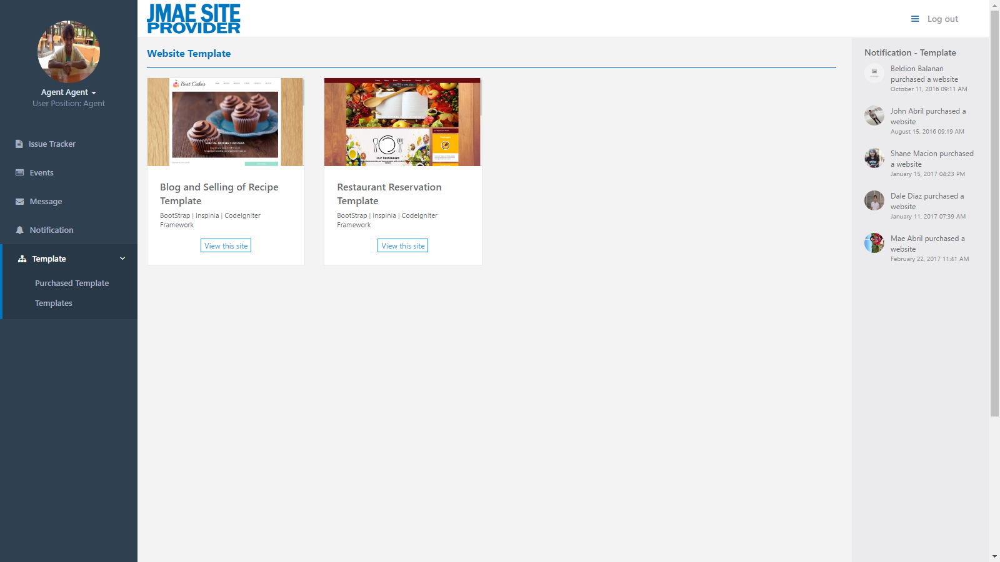 JMAE SITE
PROVIDER
Log out
Agent Agent
User Position: Agent
Issue Tracker
Events
Message
Notification
Template
Purchased Template
Templates
Website Template
Best Cakes
SPECIAL MOCHA CUPCAKES
Blog and Selling of Recipe
Template
BootStrap | Inspinia | CodeIgniter
Framework
View this site
Our Restaurant
Restaurant Reservation
Template
BootStrap | Inspinia | CodeIgniter
Framework
View this site
Notification - Template
Beldion Balanan
purchased a website
October 11, 2016 09:11 AM
John Abril purchased a
website
August 15, 2016 09:19 AM
Shane Macion purchased
a website
January 15, 2017 04:23 PM
Dale Diaz purchased a
website
January 11, 2017 07:39 AM
Mae Abril purchased a
website
February 22, 2017 11:41 AM